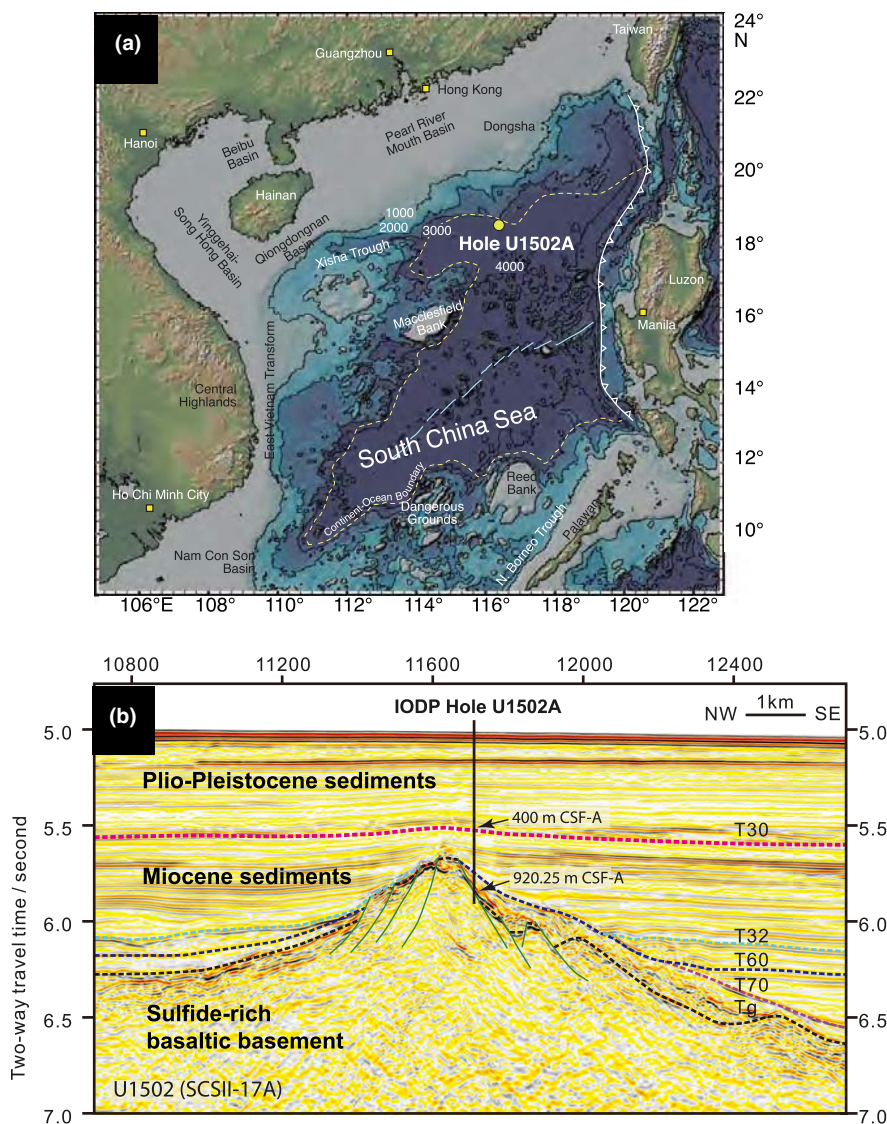 (a)
24°
N
Taiwan
Guangzhou
Hong Kong
22°
Pearl River
Mouth Basin
Dongsha
Hanoi
Beibu
Basin
20°
Hainan
1000
2000
3000
Yinggehai-
Song Hong Basin
Qiongdongnan
Basin
Xisha Trough
Hole U1502A
18°
4000
Luzon
Macclesfield
Bank
16°
Manila
East Vietnam Transform
Central
Highlands
14°
South China Sea
12°
Continent-Ocean Boundary
Reed
Bank
Ho Chi Minh City
Dangerous
Grounds
Palawan
N. Borneo Trough
10°
Nam Con Son
Basin
106°E 108° 110° 112° 114° 116° 118° 120° 122°
10800 11200 11600 12000 12400
(b)
IODP Hole U1502A
1km
NW SE
5.0 5.0
Plio-Pleistocene sediments
400 m CSF-A
5.5 5.5
T30
Miocene sediments
920.25 m CSF-A
6.0 6.0
T32
T60
T70
Tg
Sulfide-rich
basaltic basement
6.5 6.5
U1502 (SCSII-17A)
7.0 7.0
Two-way travel time / second